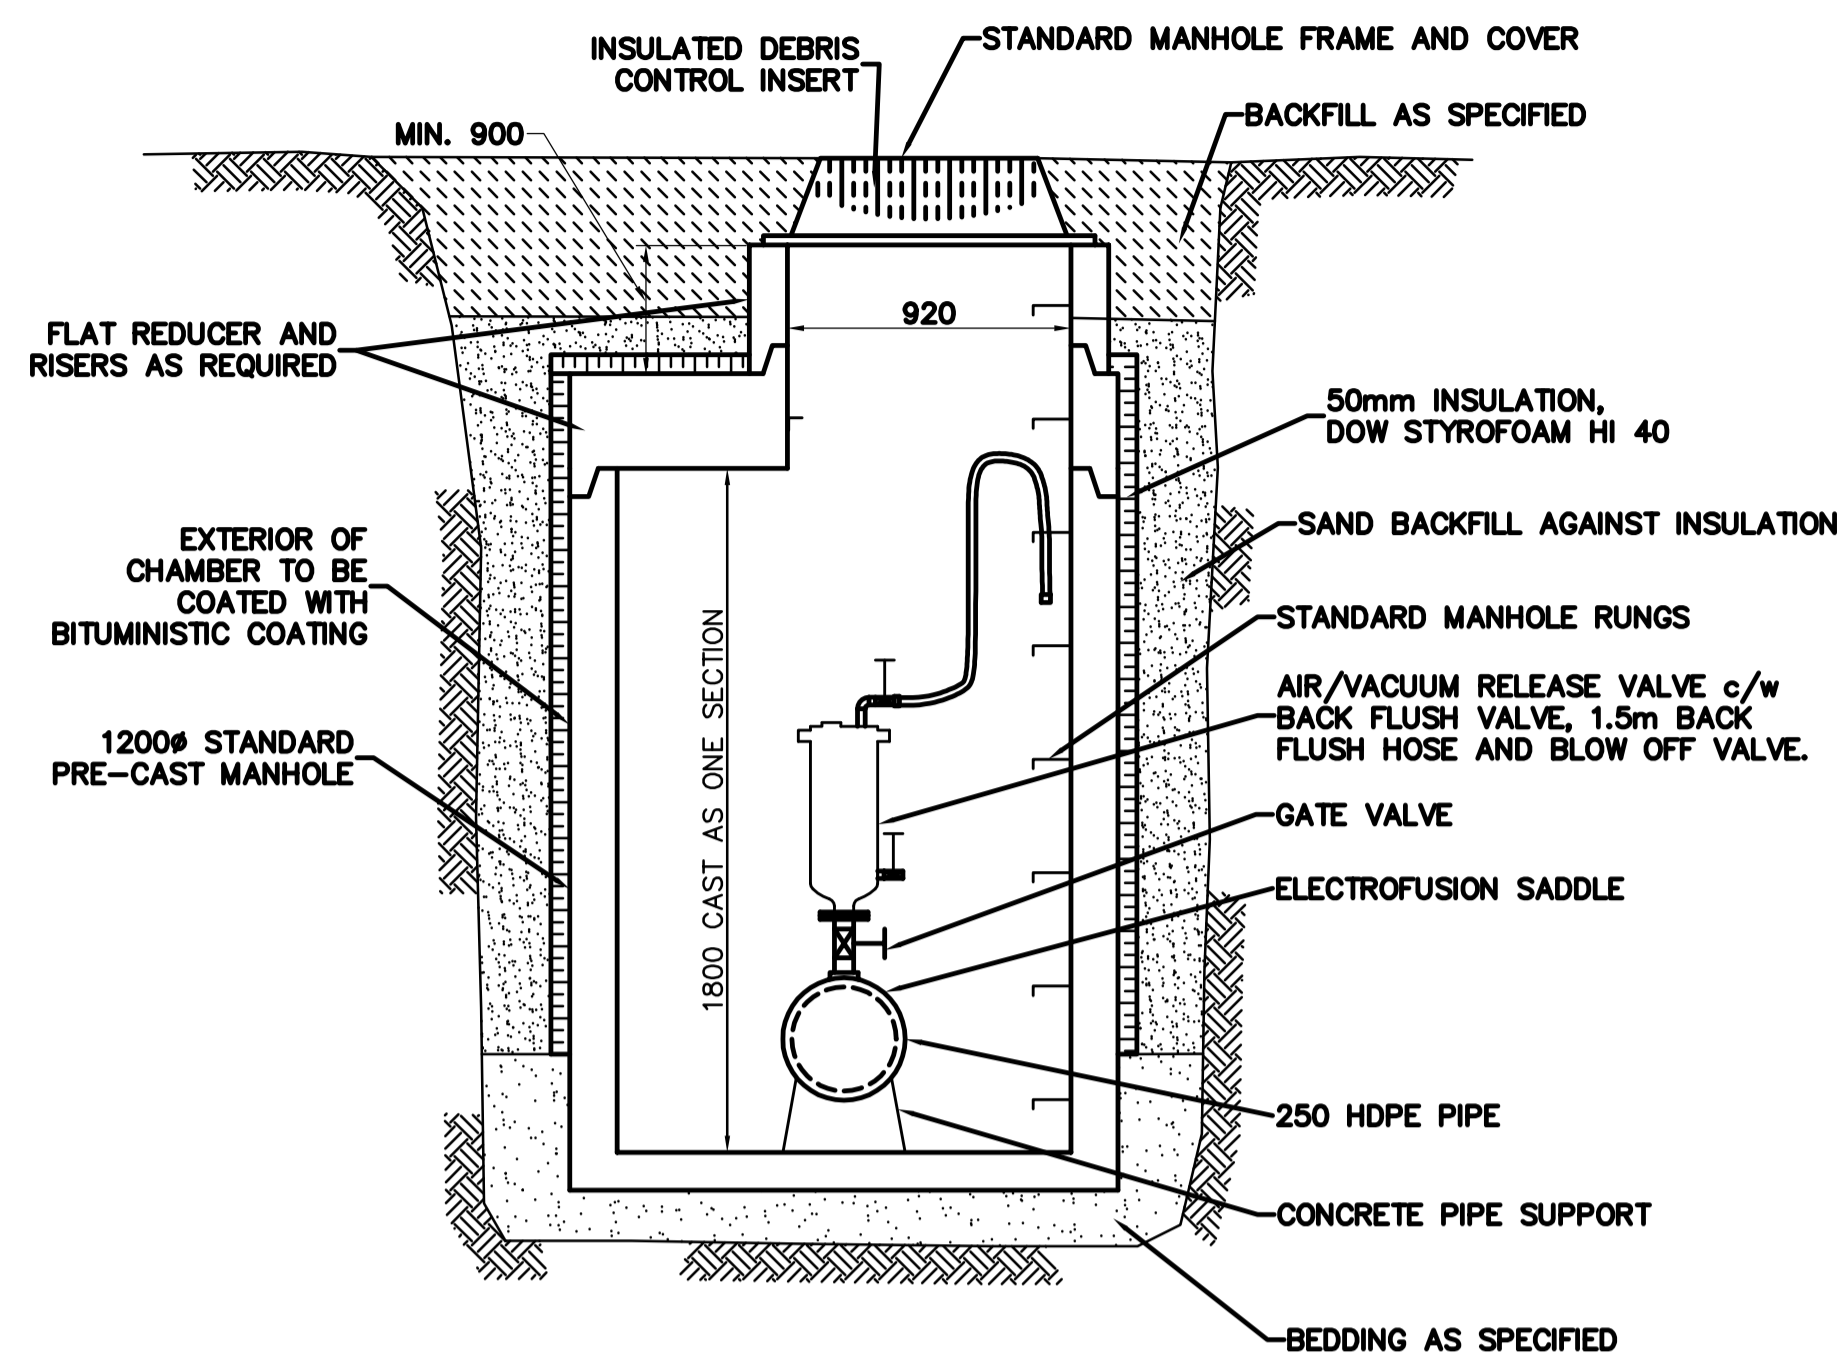 INSULATED DEBRIS
CONTROL INSERT
STANDARD MANHOLE FRAME AND COVER
BACKFILL AS SPECIFIED
MIN. 900
920
FLAT REDUCER AND
RISERS AS REQUIRED
50mm INSULATION,
DOW STYROFOAM HI 40
SAND BACKFILL AGAINST INSULATION
EXTERIOR OF
CHAMBER TO BE
COATED WITH
BITUMINISTIC COATING
STANDARD MANHOLE RUNGS
AIR/VACUUM RELEASE VALVE c/w
BACK FLUSH VALVE, 1.5m BACK
FLUSH HOSE AND BLOW OFF VALVE.
1200ø STANDARD
PRE-CAST MANHOLE
1800 CAST AS ONE SECTION
GATE VALVE
ELECTROFUSION SADDLE
250 HDPE PIPE
CONCRETE PIPE SUPPORT
BEDDING AS SPECIFIED